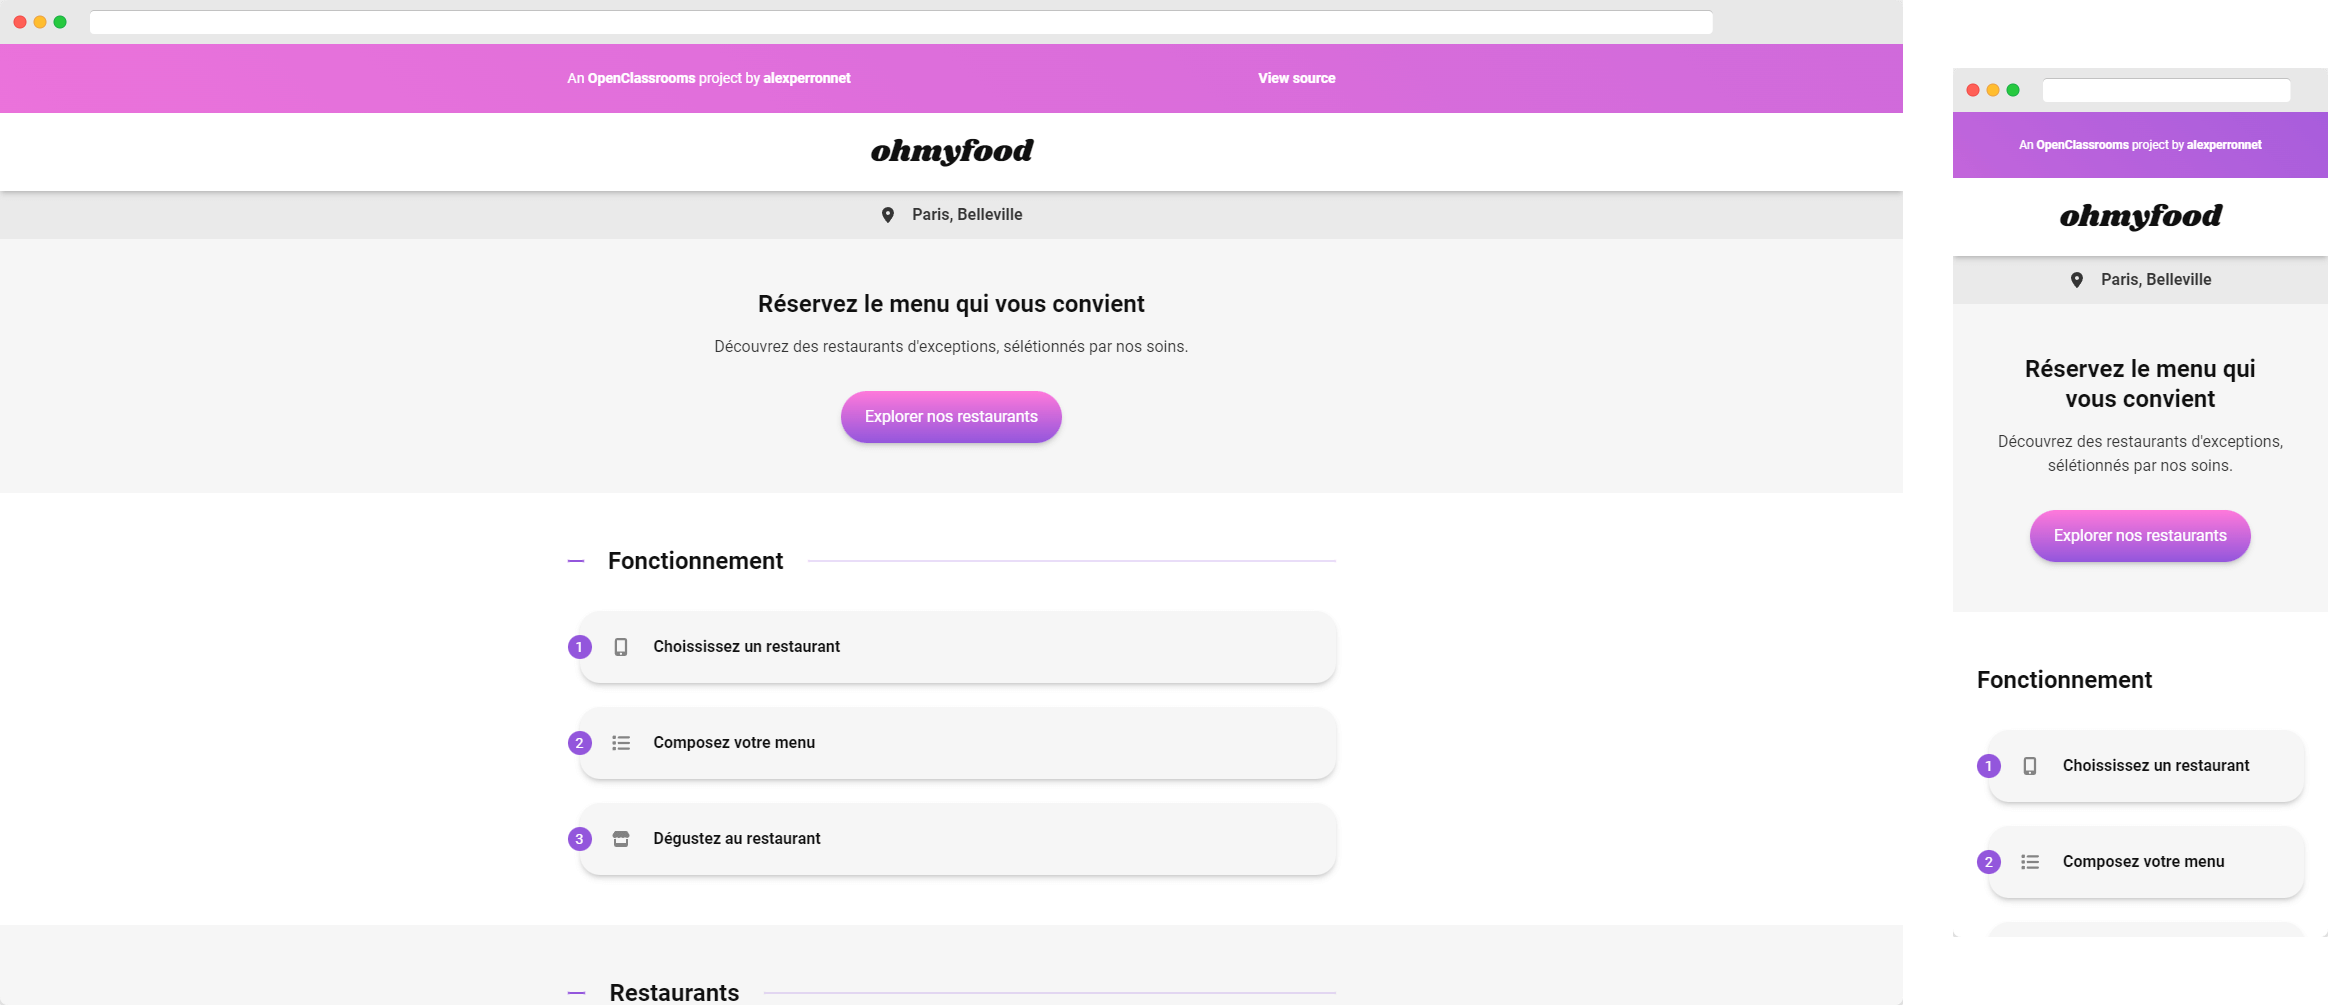 An OpenClassrooms project by alexperronnet
View source
ohmyfood
Paris, Belleville
Réservez le menu qui vous convient
Découvrez des restaurants d'exceptions, sélétionnés par nos soins.
Explorer nos restaurants
Fonctionnement
1 Choississez un restaurant
2 Composez votre menu
3 Dégustez au restaurant
Restaurants
An OpenClassrooms project by alexperronnet
ohmyfood
Paris, Belleville
Réservez le menu qui
vous convient
Découvrez des restaurants d'exceptions,
sélétionnés par nos soins.
Explorer nos restaurants
Fonctionnement
1 Choississez un restaurant
2 Composez votre menu